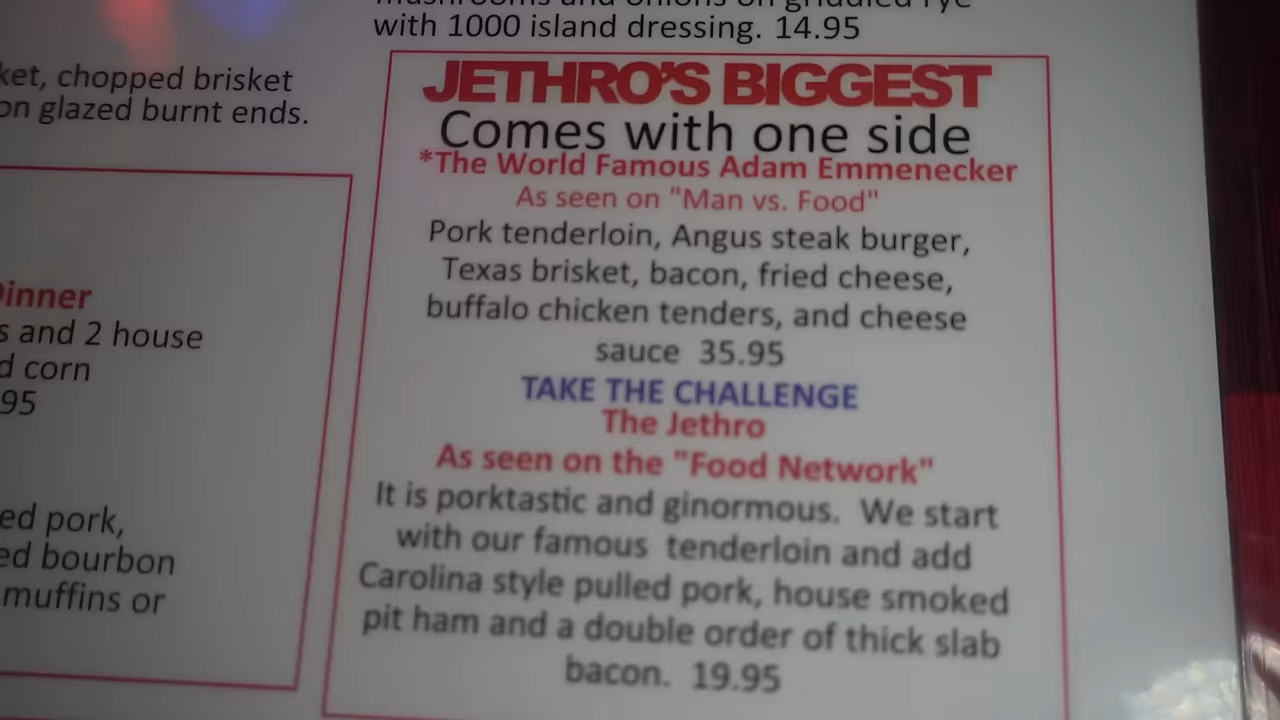 with 1000 island dressing. 14.95
ket, chopped brisket
on glazed burnt ends.
Dinner
s and 2 house
d corn
95
ed pork,
ed bourbon
muffins or
JETHRO'S BIGGEST
Comes with one side
*The World Famous Adam Emmenecker
As seen on "Man vs. Food"
Pork tenderloin, Angus steak burger,
Texas brisket, bacon, fried cheese,
buffalo chicken tenders, and cheese
sauce 35.95
TAKE THE CHALLENGE
The Jethro
As seen on the "Food Network"
It is porktastic and ginormous. We start
with our famous tenderloin and add
Carolina style pulled pork, house smoked
pit ham and a double order of thick slab
bacon. 19.95